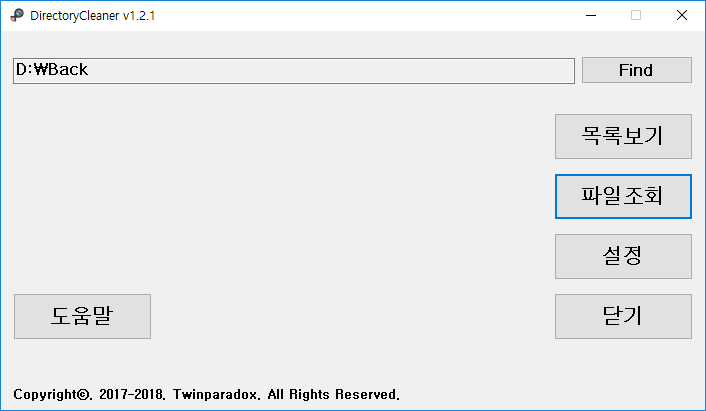 DirectoryCleaner v1.2.1
D:₩Back
Find
목록보기
파일조회
설정
도움말
닫기
Copyright©. 2017-2018. Twinparadox. All Rights Reserved.